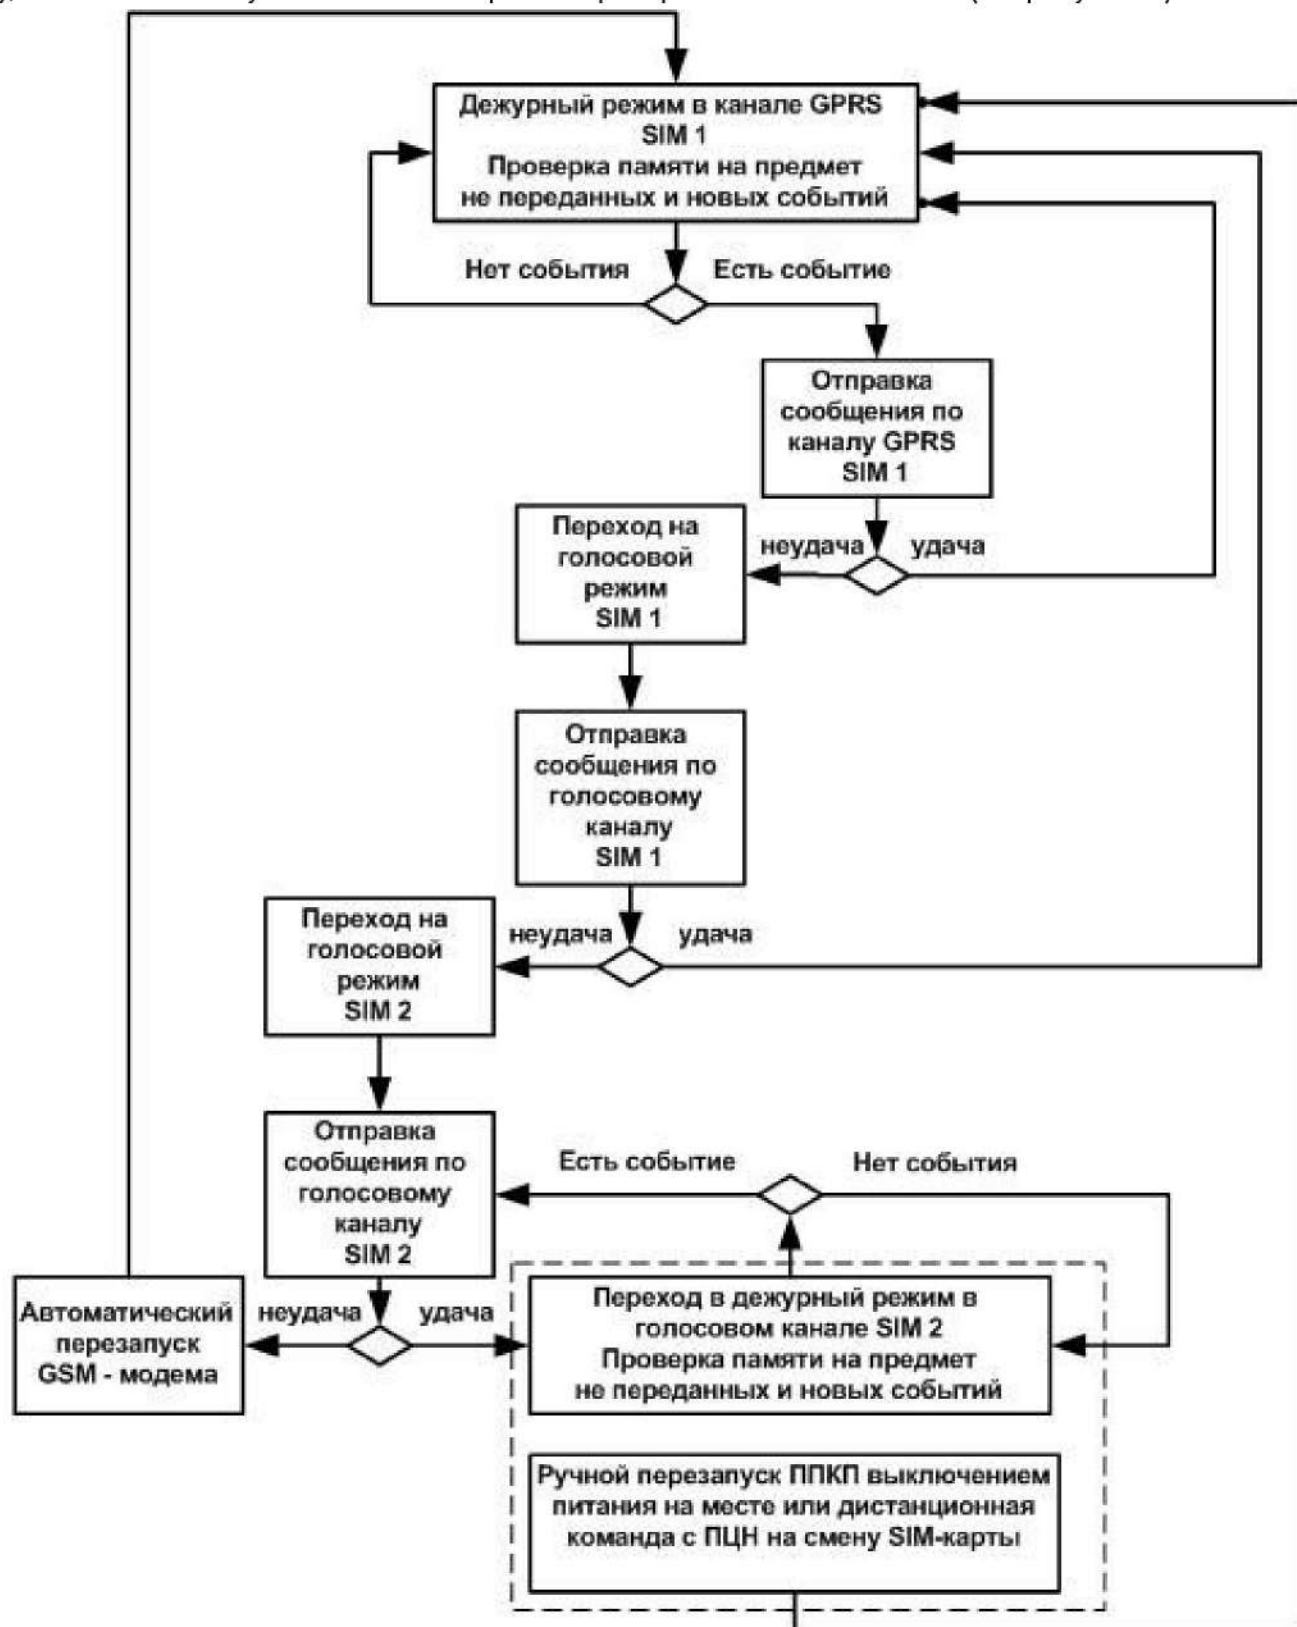 Дежурный режим в канале GPRS
SIM 1
Проверка памяти на предмет
не переданных и новых событий
Нет события
Есть событие
Отправка
сообщения по
каналу GPRS
SIM 1
неудача
удача
Переход на
голосовой
режим
SIM 1
Отправка
сообщения по
голосовому
каналу
SIM 1
неудача
удача
Переход на
голосовой
режим
SIM 2
Отправка
сообщения по
голосовому
каналу
SIM 2
Есть событие
Нет события
неудача
удача
Автоматический
перезапуск
GSM - модема
Переход в дежурный режим в
голосовом канале SIM 2
Проверка памяти на предмет
не переданных и новых событий
Ручной перезапуск ППКП выключением
питания на месте или дистанционная
команда с ПЦН на смену SIM-карты